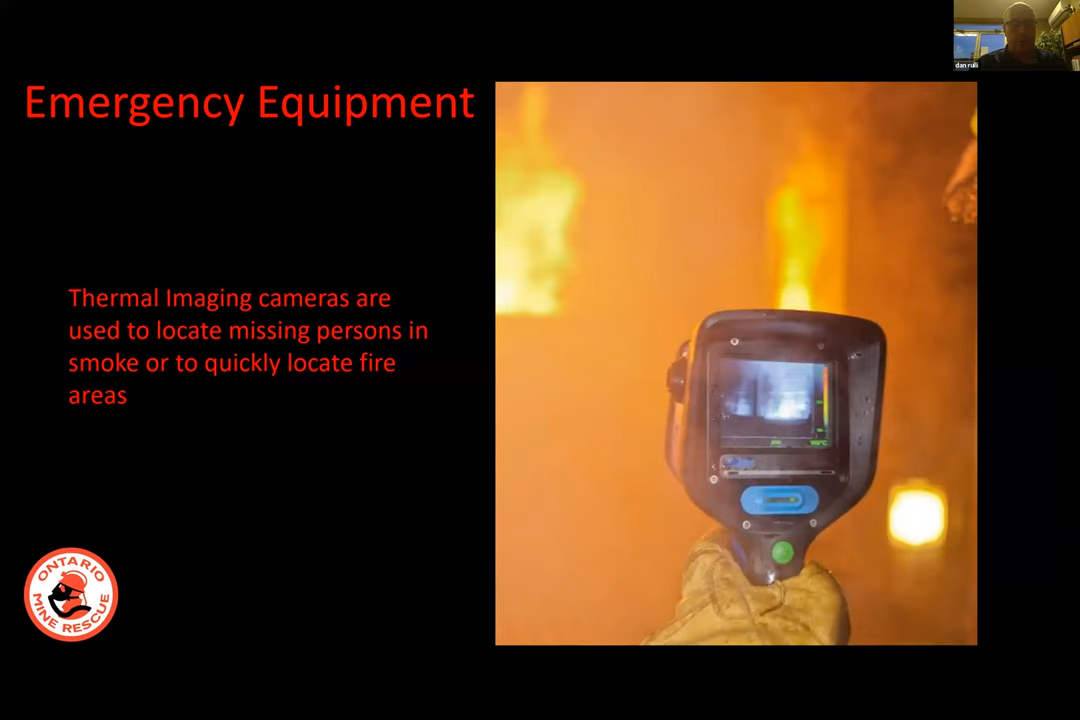 dan rulli
Emergency Equipment
Thermal Imaging cameras are
used to locate missing persons in
smoke or to quickly locate fire
areas
ONTARIO
MINE RESCUE